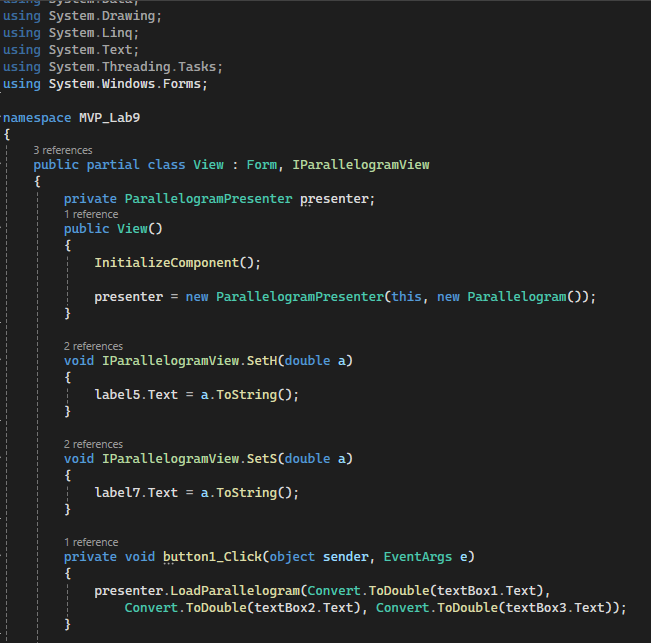 using System.Data;
using System.Drawing;
using System.Linq;
using System.Text;
using System.Threading.Tasks;
using System.Windows.Forms;
namespace MVP_Lab9
{
3 references
public partial class View : Form, IParallelogramView
{
private ParallelogramPresenter presenter;
1 reference
public View()
{
InitializeComponent();
presenter = new ParallelogramPresenter(this, new Parallelogram());
}
2 references
void IParallelogramView.SetH(double a)
{
label5.Text = a.ToString();
}
2 references
void IParallelogramView.SetS(double a)
{
label7.Text = a.ToString();
}
1 reference
private void button1_Click(object sender, EventArgs e)
{
presenter.LoadParallelogram(Convert.ToDouble(textBox1.Text),
Convert.ToDouble(textBox2.Text), Convert.ToDouble(textBox3.Text));
}